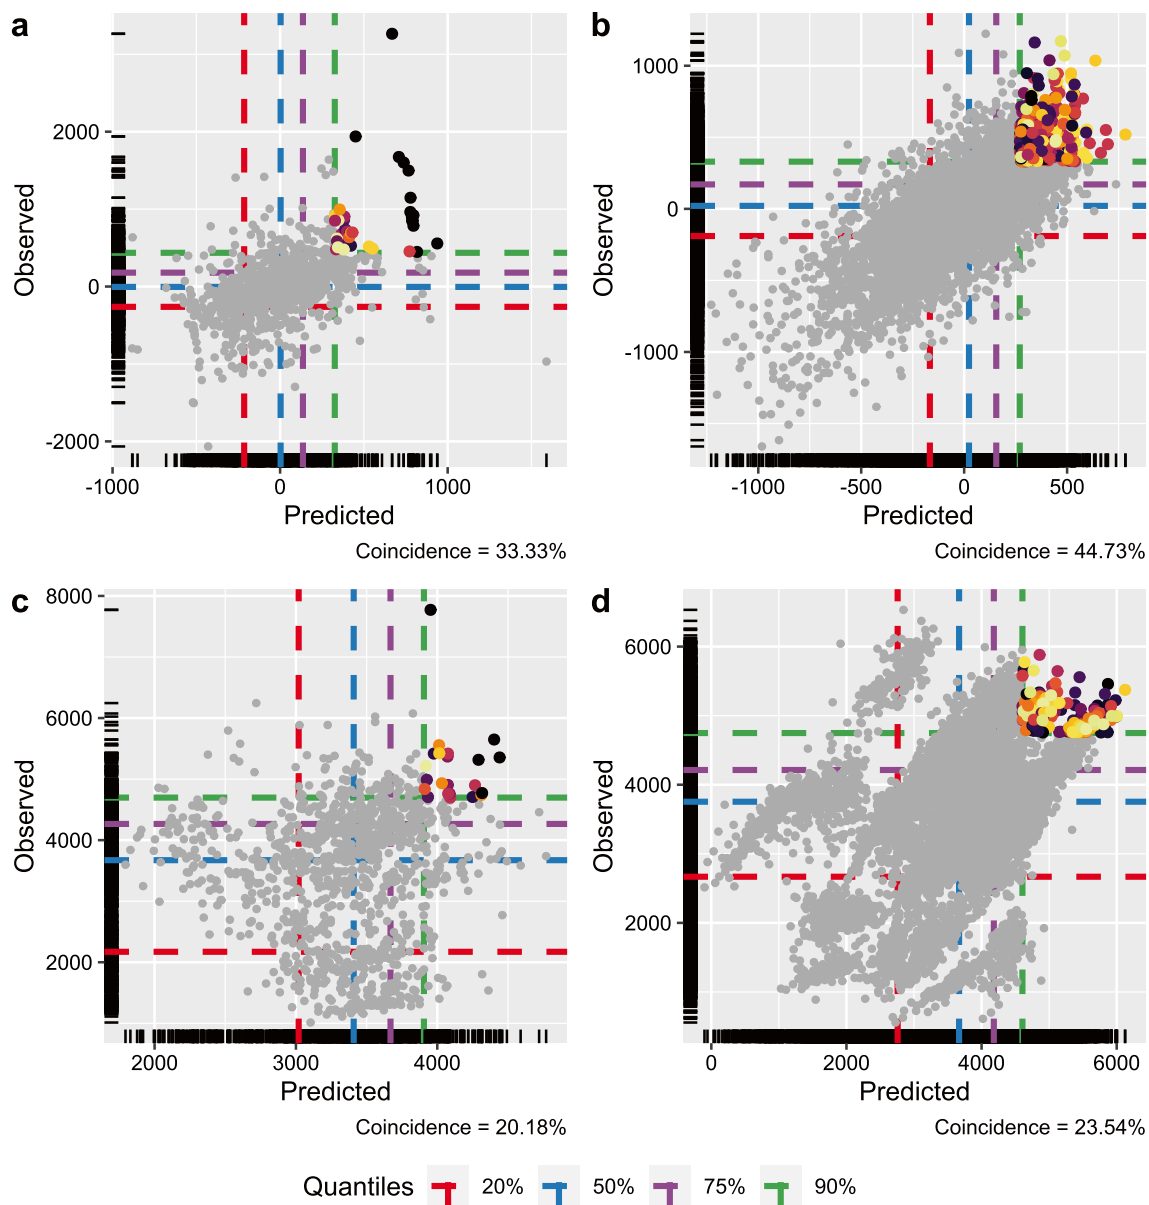 a
b
Observed
2000
0
-2000
-1000
0
1000
Predicted
Coincidence = 33.33%
Observed
1000
0
-1000
-1000
-500
0
500
Predicted
Coincidence = 44.73%
c
d
Observed
8000
6000
4000
2000
2000
3000
4000
Predicted
Coincidence = 20.18%
Observed
6000
4000
2000
0
2000
4000
6000
Predicted
Coincidence = 23.54%
Quantiles 20% 50% 75% 90%